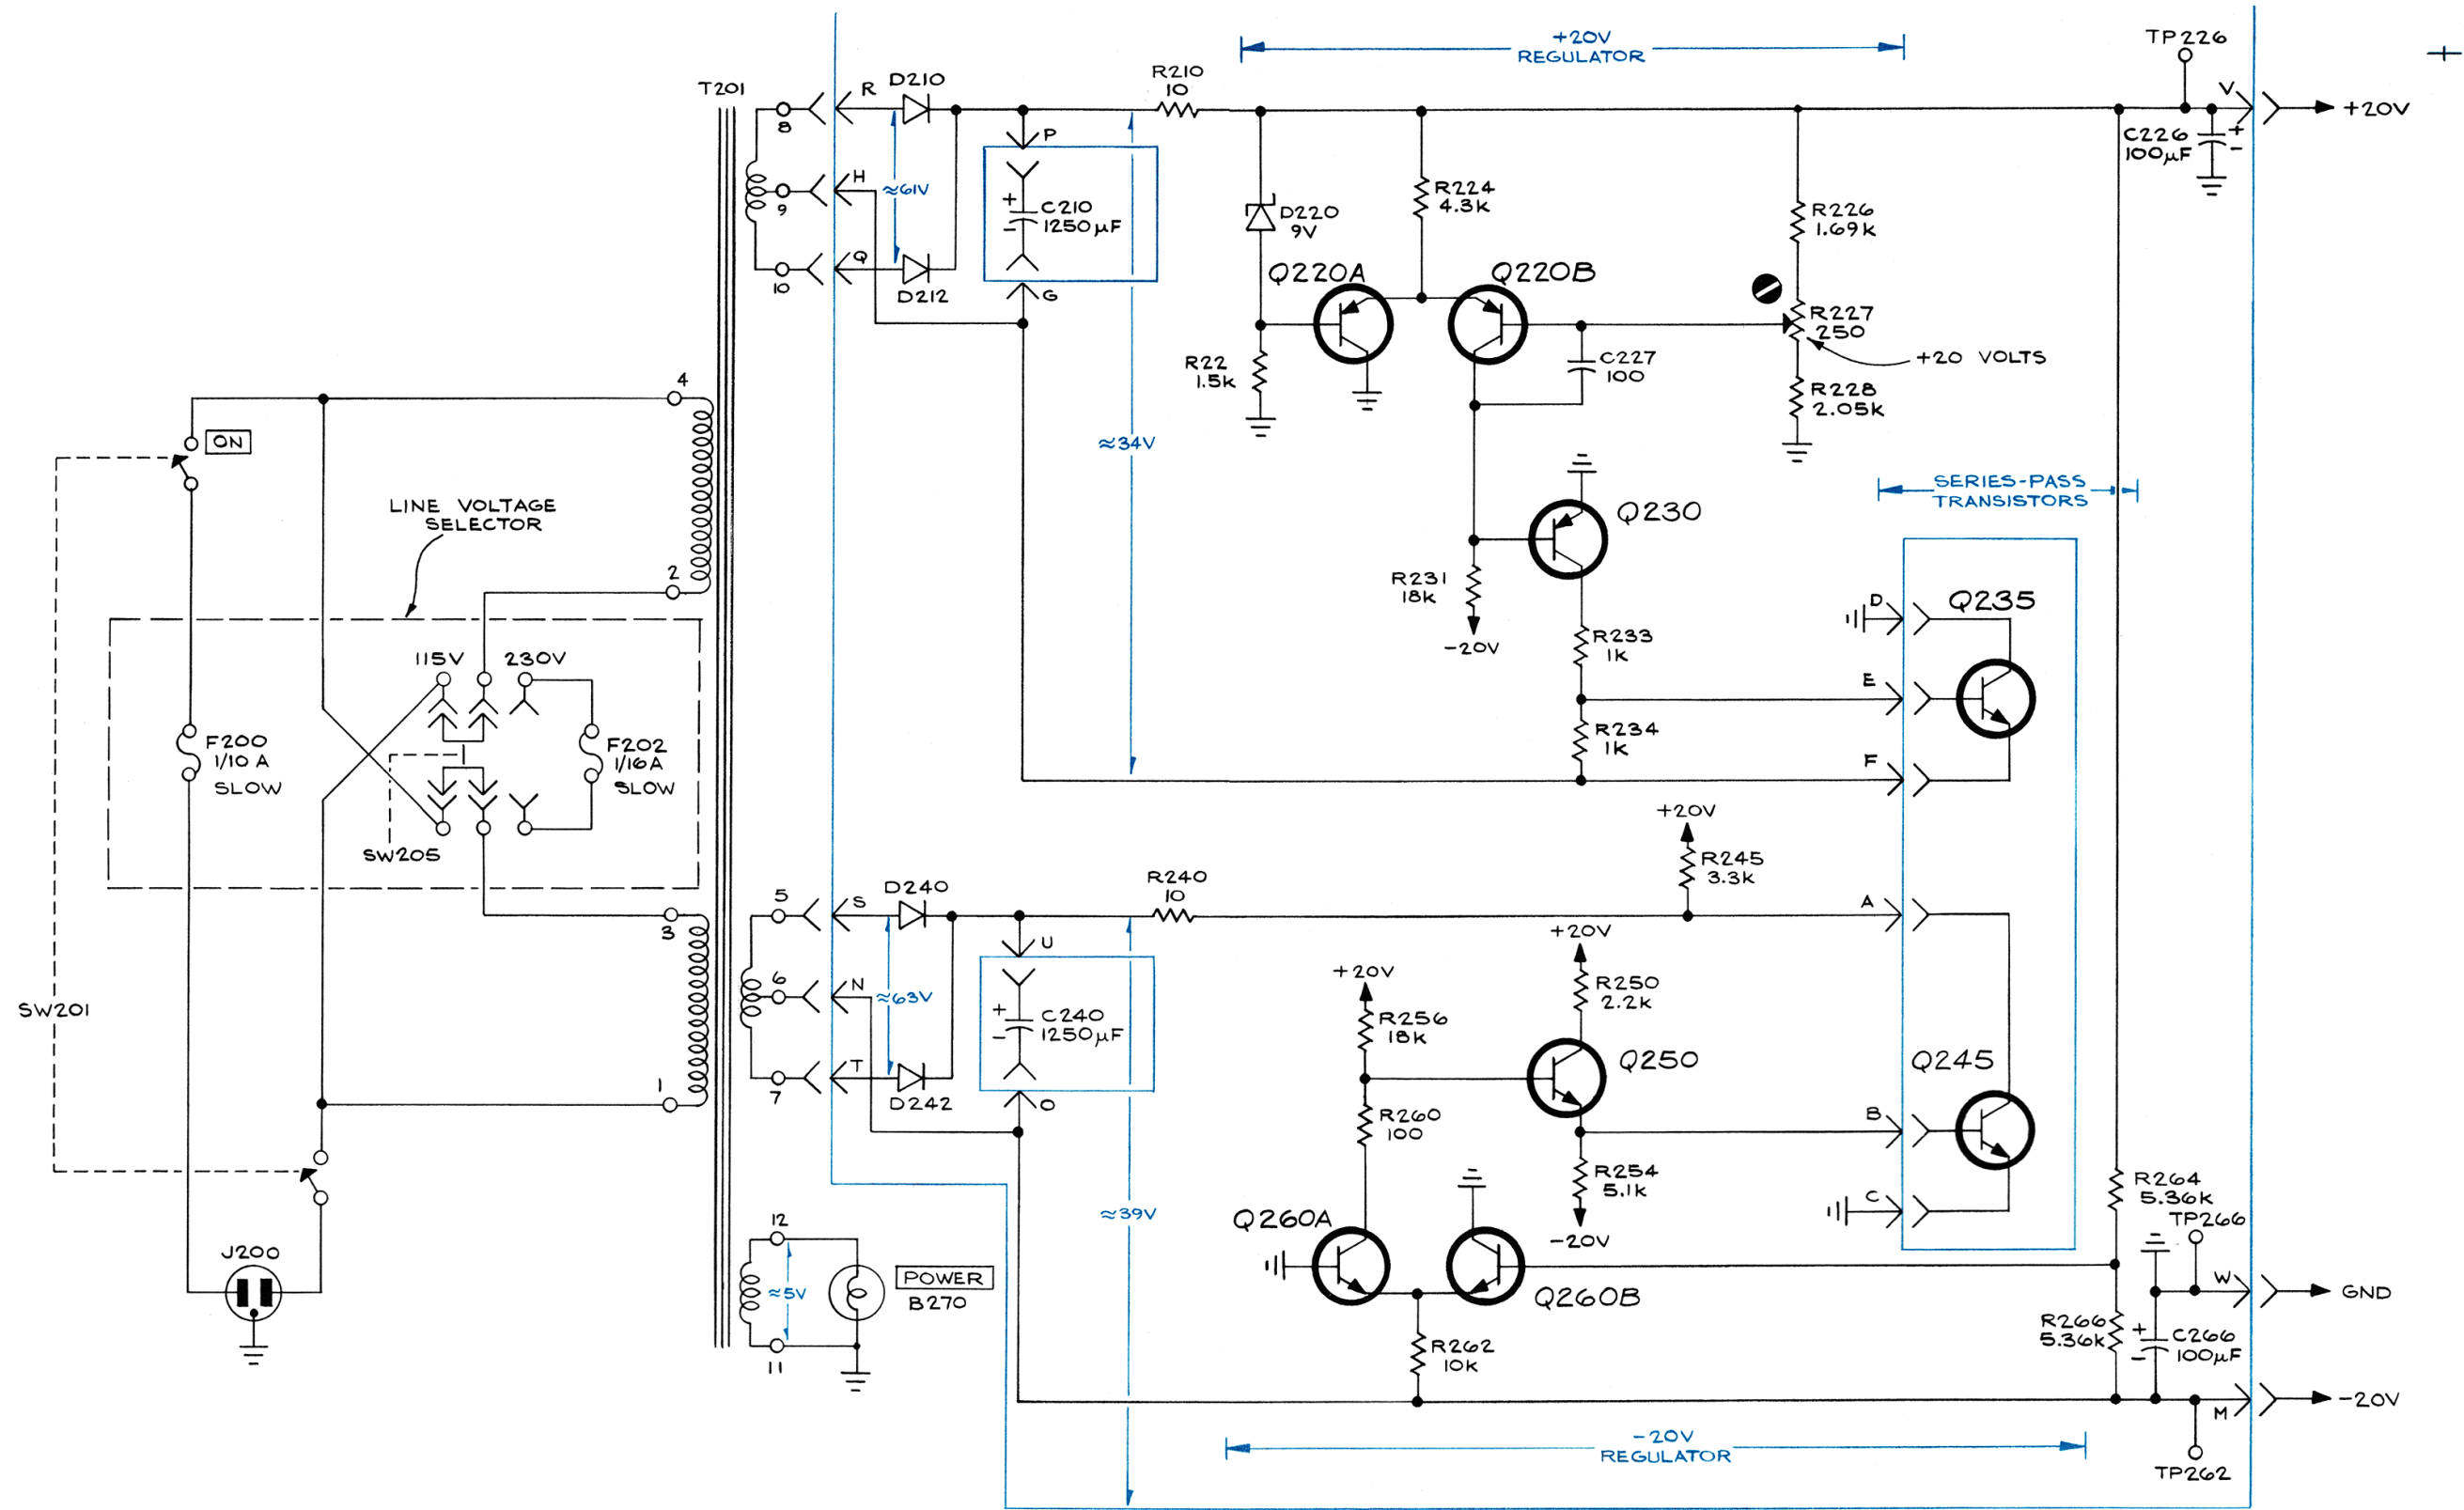 +20V
REGULATOR
TP226
T201
R
D210
R210
10
V
+20V
8
P
C226
100µF
+
-
H
≈61V
9
+
-
C210
1250µF
R224
4.3K
D220
9V
R226
1.69K
Q
10
D212
G
Q220A
Q220B
R227
250
R22
1.5K
C227
100
+20 VOLTS
4
R228
2.05K
ON
≈34V
LINE VOLTAGE
SELECTOR
SERIES-PASS
TRANSISTORS
Q230
2
R231
18K
-20V
D
Q235
115V
230V
R233
1K
E
F200
1/10 A
SLOW
F202
1/16A
SLOW
R234
1K
F
SW205
+20V
R245
3.3K
3
5
S
D240
R240
10
A
U
+20V
6
N
≈63V
+
-
C240
1250µF
+20V
R250
2.2K
SW201
R256
18K
Q250
Q245
1
7
T
D242
O
R260
100
B
R254
5.1K
-20V
C
R264
5.36K
≈39V
12
Q260A
TP266
J200
≈5V
POWER
B270
Q260B
W
GND
11
R262
10K
R266
5.36K
+
-
C266
100µF
M
-20V
-20V
REGULATOR
TP262